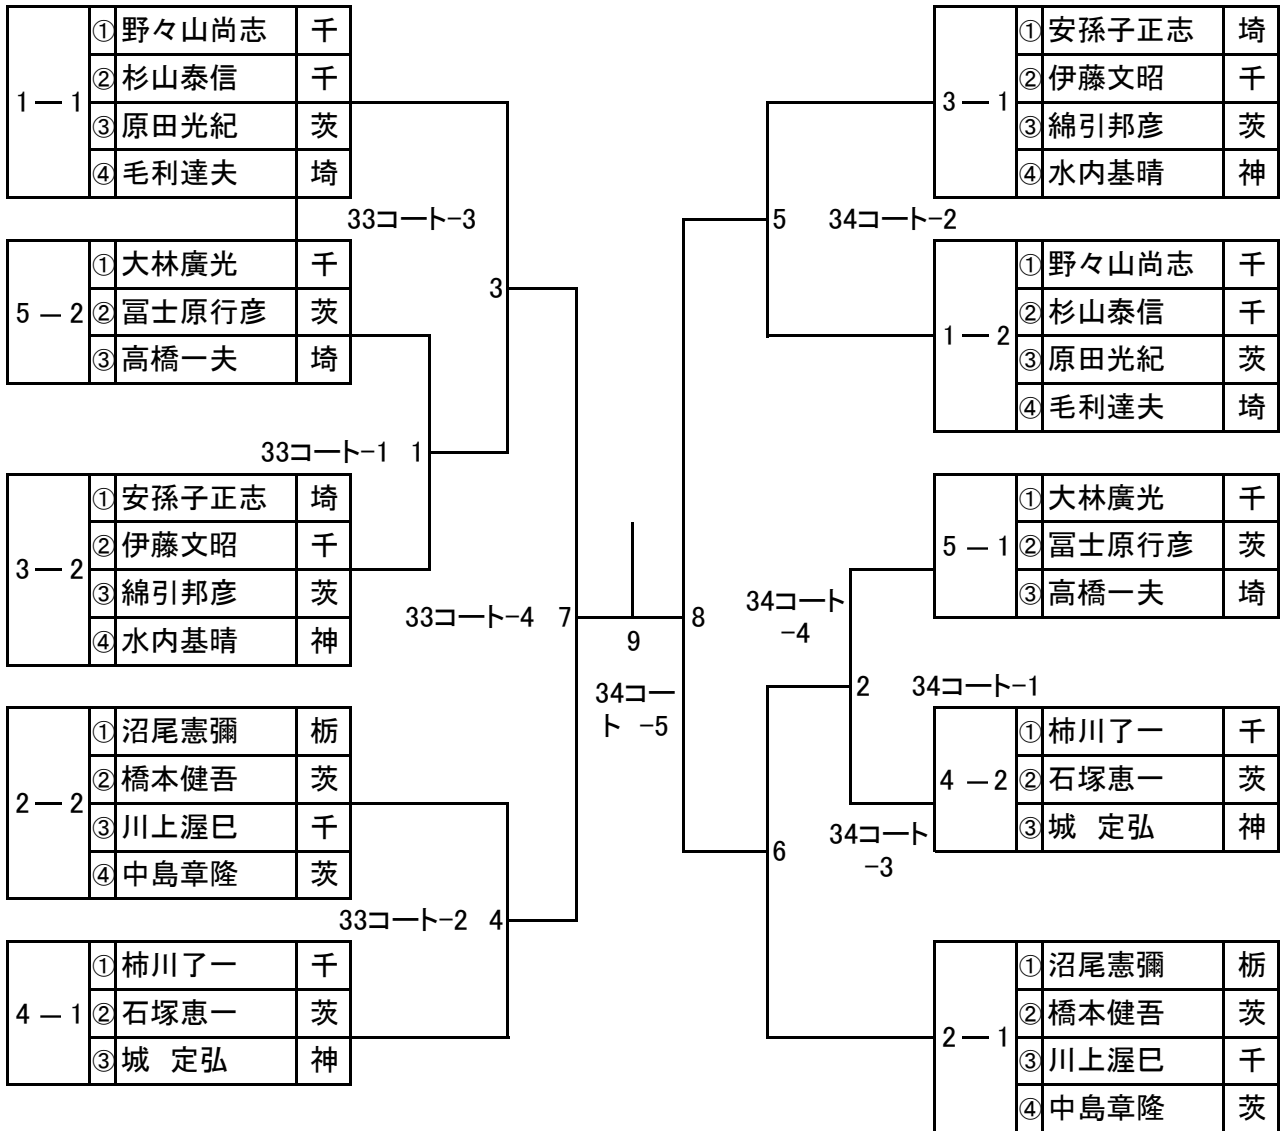 1 ― 1
① 野々山尚志 千
② 杉山泰信 千
③ 原田光紀 茨
④ 毛利達夫 埼
33コート-3
5 ― 2
① 大林廣光 千
② 冨士原行彦 茨
③ 高橋一夫 埼
3
33コート-1 1
3 ― 2
① 安孫子正志 埼
② 伊藤文昭 千
③ 綿引邦彦 茨
④ 水内基晴 神
33コート-4 7
2 ― 2
① 沼尾憲彌 栃
② 橋本健吾 茨
③ 川上渥巳 千
④ 中島章隆 茨
33コート-2 4
4 ― 1
① 柿川了一 千
② 石塚恵一 茨
③ 城 定弘 神
9
34コー
ト -5
3 ― 1
① 安孫子正志 埼
② 伊藤文昭 千
③ 綿引邦彦 茨
④ 水内基晴 神
5 34コート-2
1 ― 2
① 野々山尚志 千
② 杉山泰信 千
③ 原田光紀 茨
④ 毛利達夫 埼
5 ― 1
① 大林廣光 千
② 冨士原行彦 茨
③ 高橋一夫 埼
8
34コート
-4
2 34コート-1
4 ― 2
① 柿川了一 千
② 石塚恵一 茨
③ 城 定弘 神
6
34コート
-3
2 ― 1
① 沼尾憲彌 栃
② 橋本健吾 茨
③ 川上渥巳 千
④ 中島章隆 茨